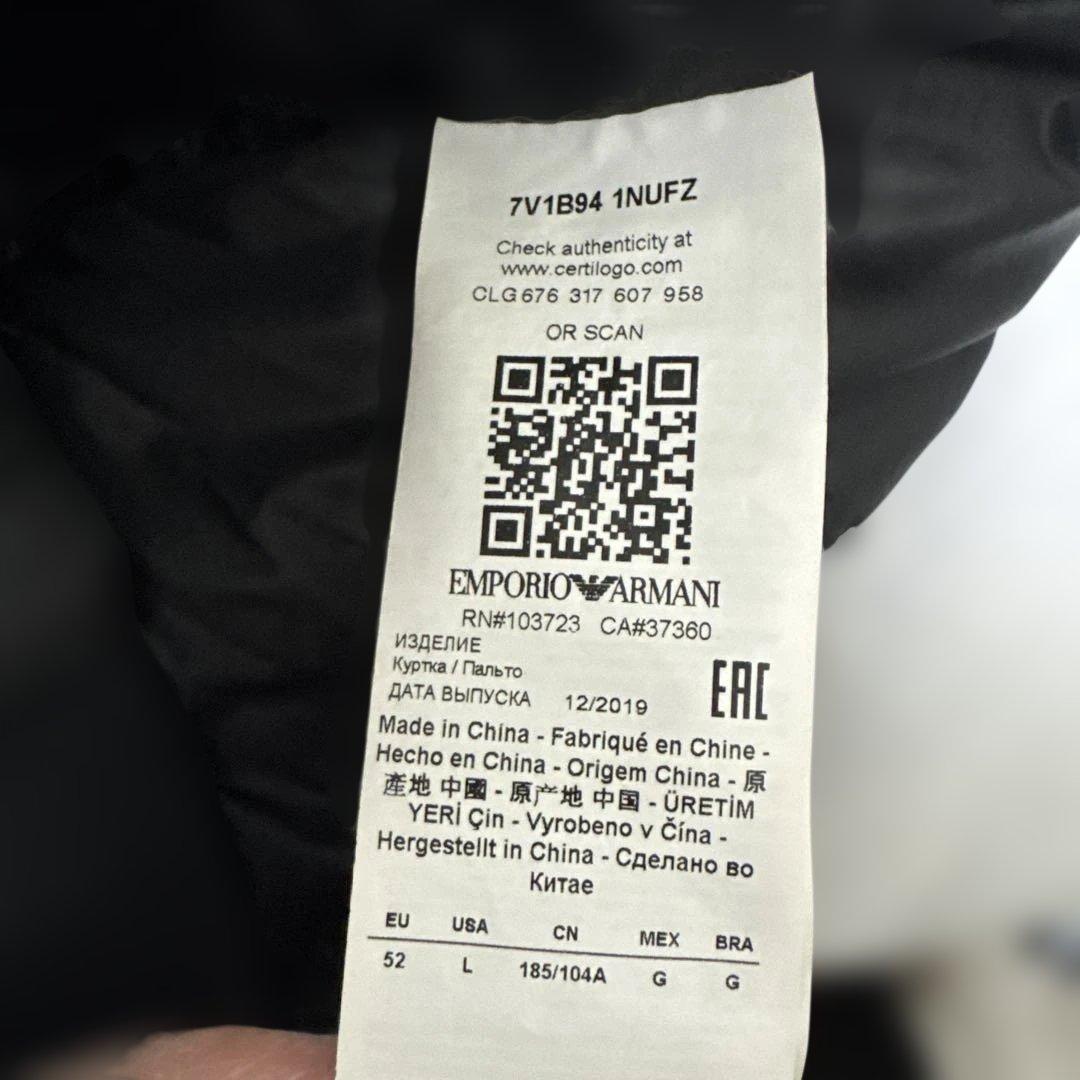 7V1B94 1NUFZ
Check authenticity at
www.certilogo.com
CLG 676 317 607 958
OR SCAN
EMPORIO ARMANI
RN#103723 CA#37360
ИЗДЕЛИЕ
Куртка / Пальто
EAC
ДАТА ВЫПУСКА 12/2019
Made in China - Fabriqué en Chine -
Hecho en China - Origem China - 原
產地 中國 - 原产地 中国 - ÜRETİM
YERİ Çin - Vyrobeno v Čína -
Hergestellt in China - Сделано во
Китае
EU USA CN MEX BRA
52 L 185/104A G G